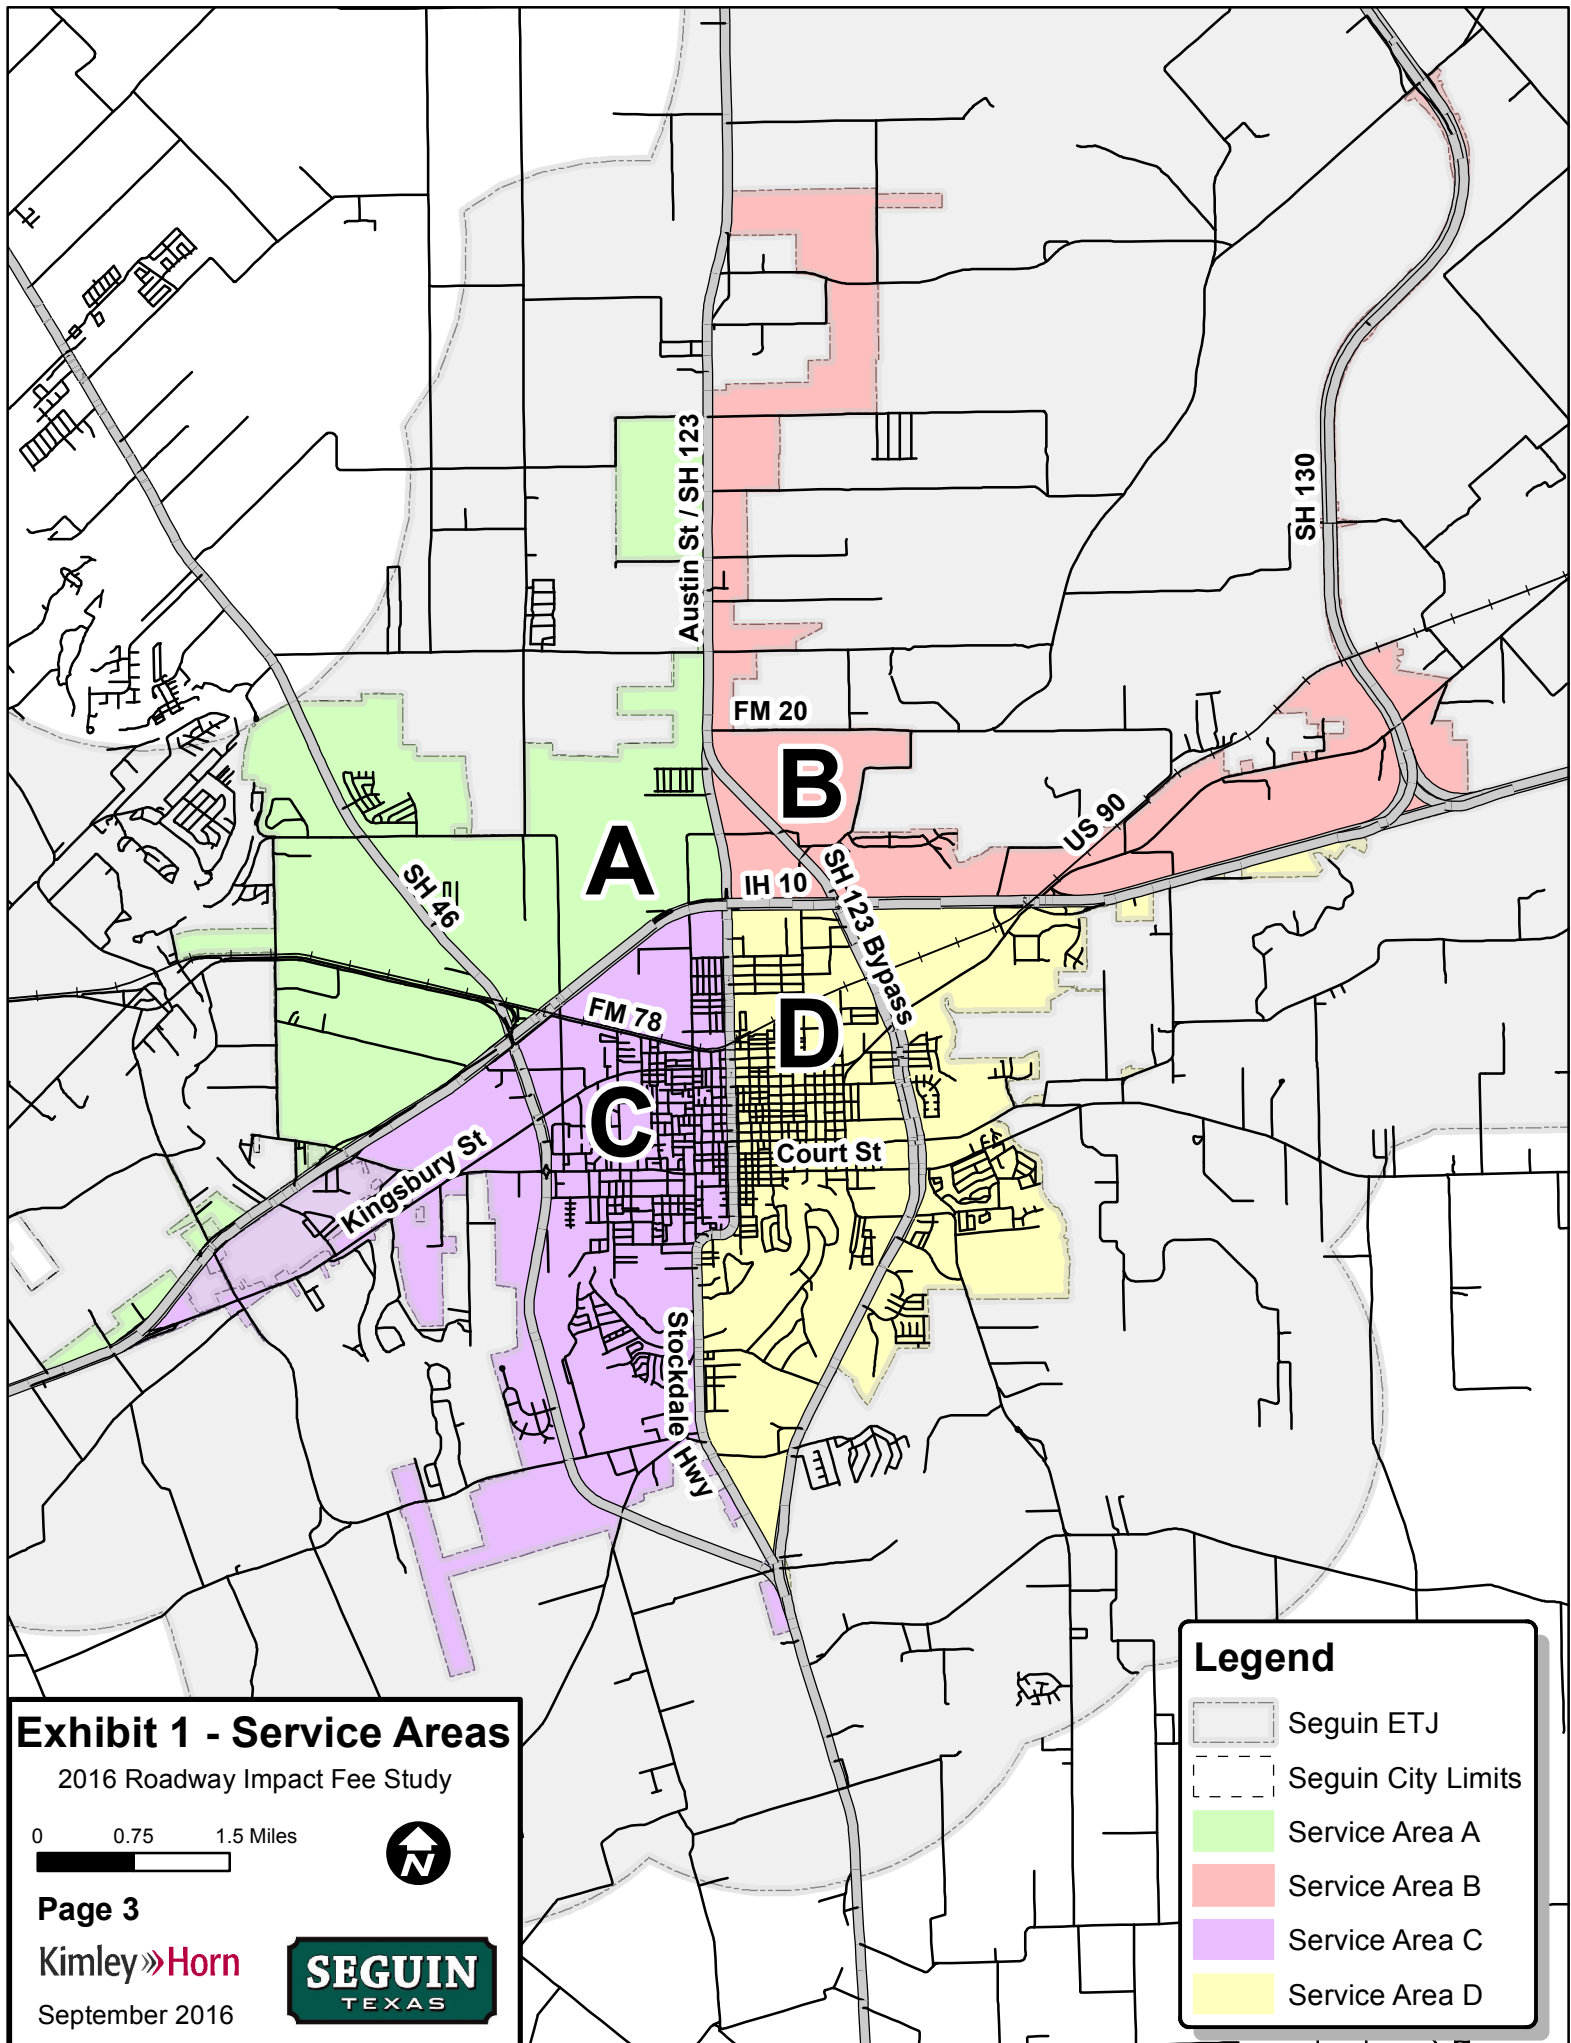 Austin St / SH 123
SH 130
FM 20
B
US 90
A
SH 46
IH 10
SH 123 Bypass
FM 78
D
C
Court St
Kingsbury St
Stockdale Hwy
Exhibit 1 - Service Areas
2016 Roadway Impact Fee Study
0 0.75 1.5 Miles
N
Page 3
Kimley»Horn
September 2016
SEGUIN
TEXAS
Legend
Seguin ETJ
Seguin City Limits
Service Area A
Service Area B
Service Area C
Service Area D